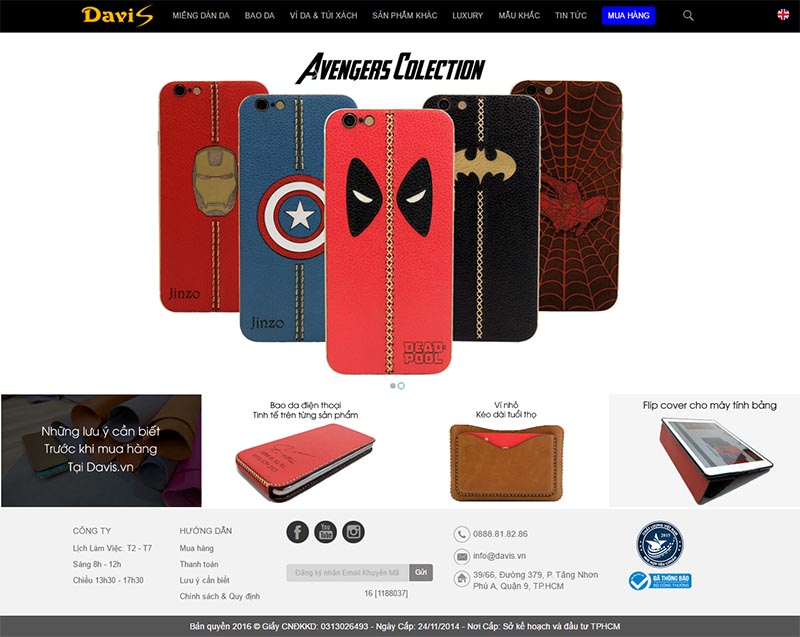 DaviS
MIẾNG DÁN DA BAO DA VÍ DA & TÚI XÁCH SẢN PHẨM KHÁC LUXURY MẪU KHẮC TIN TỨC MUA HÀNG
AVENGERS COLECTION
Jinzo
Jinzo
DEAD-
POOL
Những lưu ý cần biết
Trước khi mua hàng
Tại Davis.vn
Bao da điện thoại
Tinh tế trên từng sản phẩm
Ví nhỏ
Kéo dài tuổi thọ
Flip cover cho máy tính bảng
CÔNG TY
Lịch Làm Việc: T2 - T7
Sáng 8h - 12h
Chiều 13h30 - 17h30
HƯỚNG DẪN
Mua hàng
Thanh toán
Lưu ý cần biết
Chính sách & Quy định
You
Tube
Đăng ký nhận Email Khuyến Mã Gửi
16 [1188037]
0888.81.82.86
info@davis.vn
39/66, Đường 379, P. Tăng Nhơn
Phú A, Quận 9, TP.HCM
2015
ĐÃ THÔNG BÁO
BỘ CÔNG THƯƠNG
Bản quyền 2016 © Giấy CNĐKKD: 0313026493 - Ngày Cấp: 24/11/2014 - Nơi Cấp: Sở kế hoạch và đầu tư TPHCM